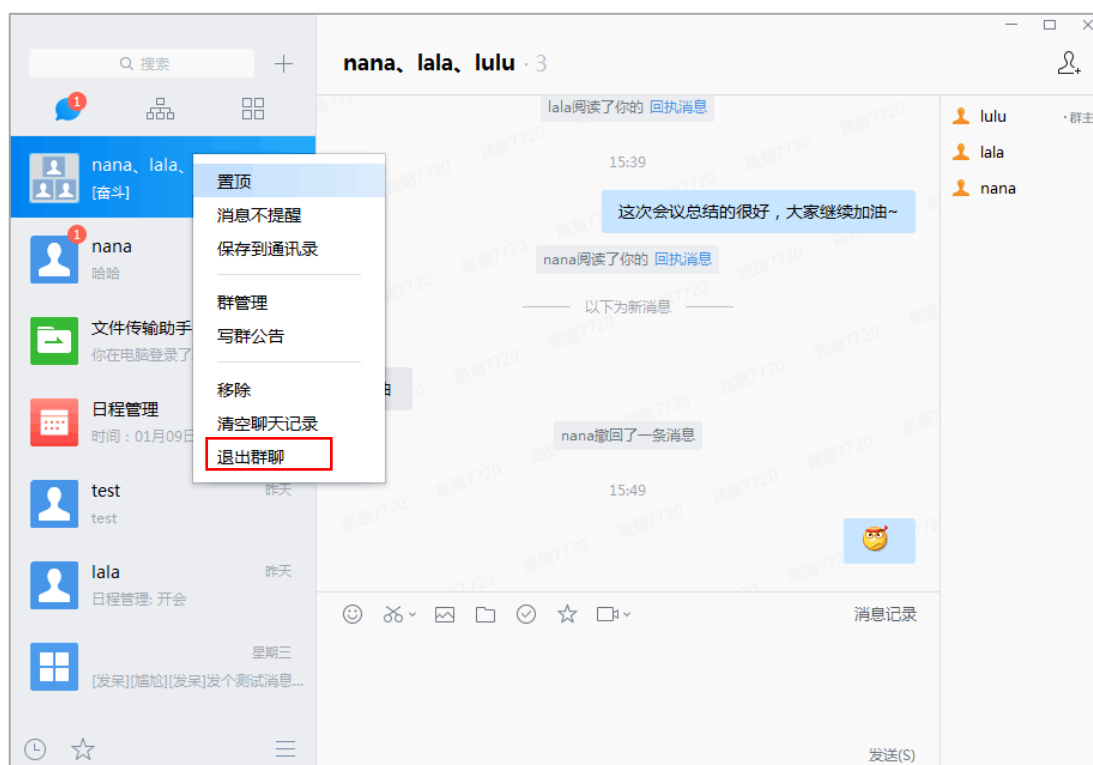 搜索
1
nana、lala、
[奋斗]
1
nana
哈哈
文件传输助手
你在电脑登录了
日程管理
时间：01月09日
test
昨天
test
lala
昨天
日程管理: 开会
星期三
[发呆][尴尬][发呆]发个测试消息...
置顶
消息不提醒
保存到通讯录
群管理
写群公告
移除
清空聊天记录
退出群聊
nana、lala、lulu · 3
lala阅读了你的 回执消息
15:39
这次会议总结的很好，大家继续加油~
nana阅读了你的 回执消息
以下为新消息
nana撤回了一条消息
15:49
消息记录
发送(S)
lulu
·群主
lala
nana